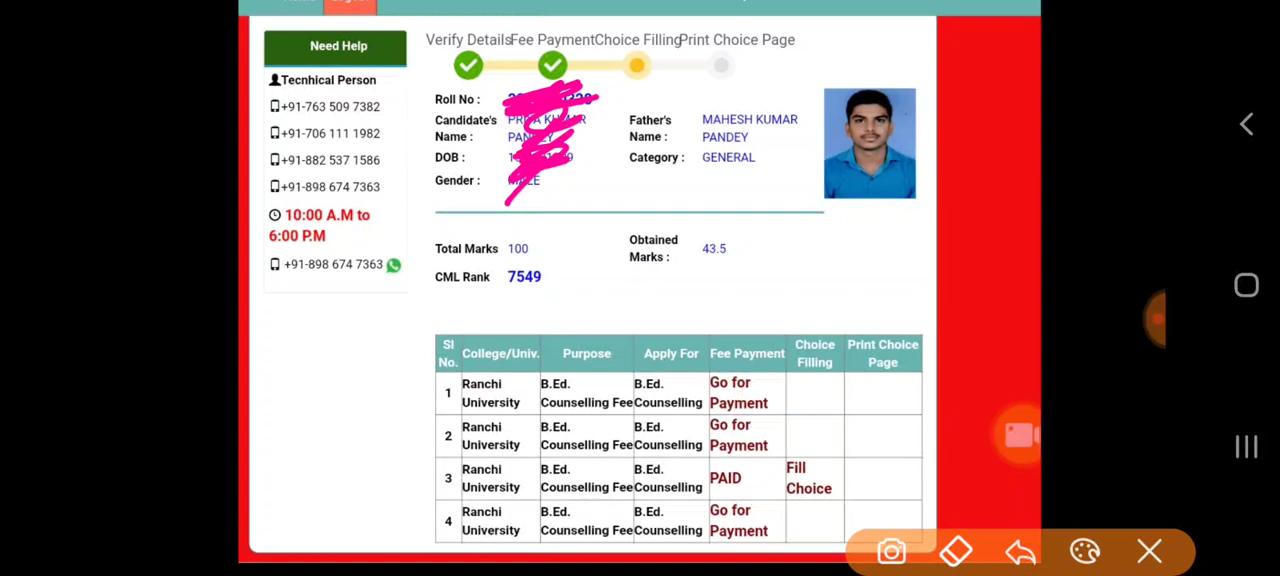 Need Help
Tecnhical Person
+91-763 509 7382
+91-706 111 1982
+91-882 537 1586
+91-898 674 7363
10:00 A.M to
6:00 P.M
+91-898 674 7363
Verify Details Fee Payment Choice Filling Print Choice Page
Roll No :
Candidate's Name :
DOB :
Gender :
Father's Name : MAHESH KUMAR PANDEY
Category : GENERAL
Total Marks 100
Obtained Marks : 43.5
CML Rank 7549
Sl No. College/Univ. Purpose Apply For Fee Payment Choice Filling Print Choice Page
1 Ranchi University B.Ed. Counselling Fee B.Ed. Counselling Go for Payment
2 Ranchi University B.Ed. Counselling Fee B.Ed. Counselling Go for Payment
3 Ranchi University B.Ed. Counselling Fee B.Ed. Counselling PAID Fill Choice
4 Ranchi University B.Ed. Counselling Fee B.Ed. Counselling Go for Payment